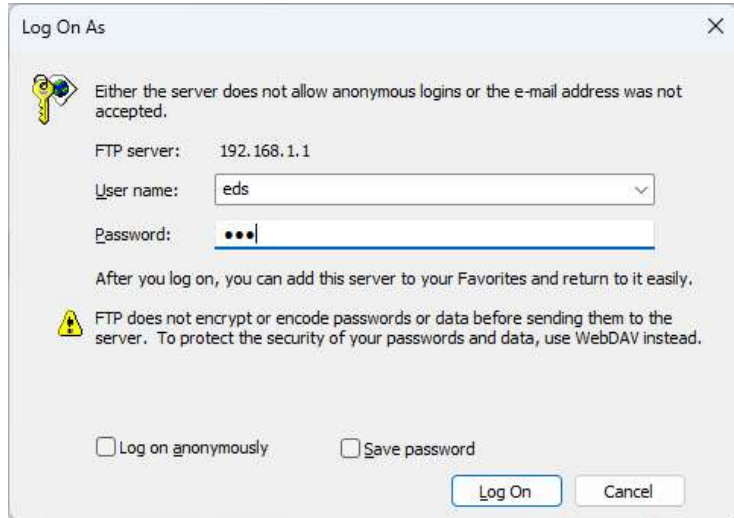 Log On As
Either the server does not allow anonymous logins or the e-mail address was not
accepted.
FTP server: 192.168.1.1
User name: eds
Password: •••
After you log on, you can add this server to your Favorites and return to it easily.
FTP does not encrypt or encode passwords or data before sending them to the
server. To protect the security of your passwords and data, use WebDAV instead.
Log on anonymously Save password
Log On Cancel